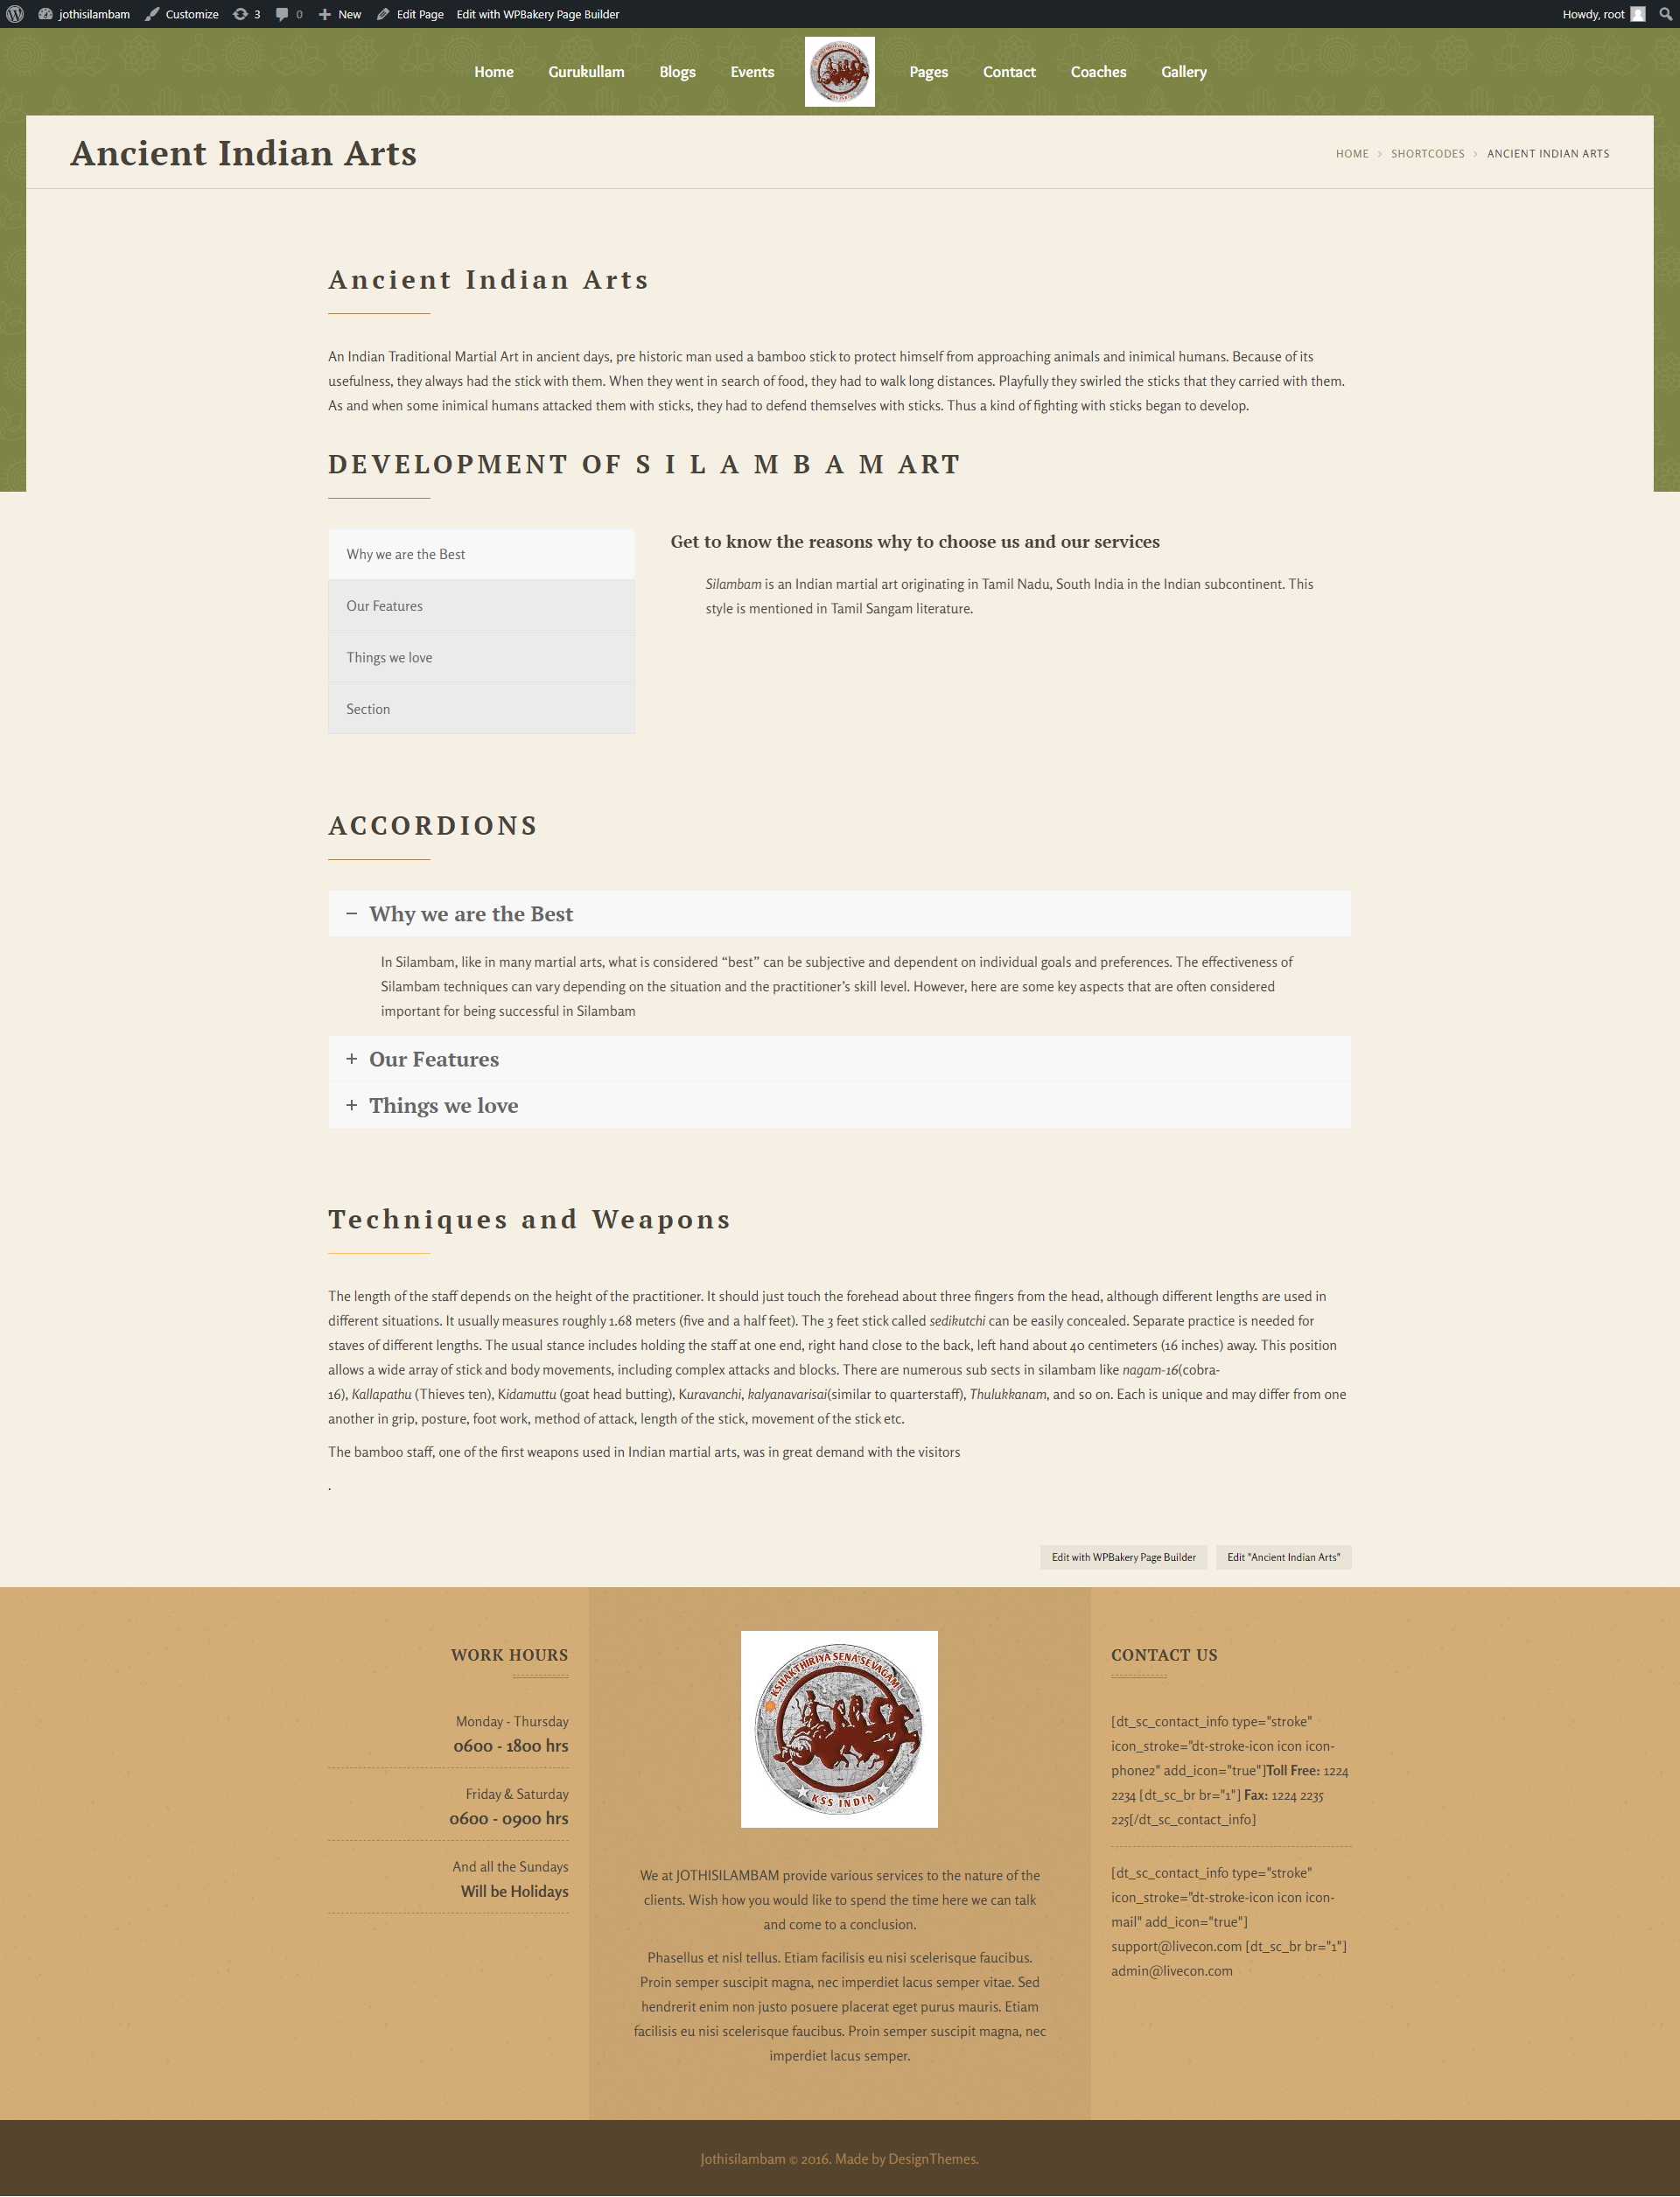 jothisilambam Customize 3 0 New Edit Page Edit with WPBakery Page Builder Howdy, root
Home Gurukullam Blogs Events Pages Contact Coaches Gallery
Ancient Indian Arts
HOME > SHORTCODES > ANCIENT INDIAN ARTS
Ancient Indian Arts
An Indian Traditional Martial Art in ancient days, pre historic man used a bamboo stick to protect himself from approaching animals and inimical humans. Because of its
usefulness, they always had the stick with them. When they went in search of food, they had to walk long distances. Playfully they swirled the sticks that they carried with them.
As and when some inimical humans attacked them with sticks, they had to defend themselves with sticks. Thus a kind of fighting with sticks began to develop.
DEVELOPMENT OF S I L A M B A M ART
Why we are the Best
Our Features
Things we love
Section
Get to know the reasons why to choose us and our services
Silambam is an Indian martial art originating in Tamil Nadu, South India in the Indian subcontinent. This
style is mentioned in Tamil Sangam literature.
ACCORDIONS
− Why we are the Best
In Silambam, like in many martial arts, what is considered “best” can be subjective and dependent on individual goals and preferences. The effectiveness of
Silambam techniques can vary depending on the situation and the practitioner’s skill level. However, here are some key aspects that are often considered
important for being successful in Silambam
+ Our Features
+ Things we love
Techniques and Weapons
The length of the staff depends on the height of the practitioner. It should just touch the forehead about three fingers from the head, although different lengths are used in
different situations. It usually measures roughly 1.68 meters (five and a half feet). The 3 feet stick called sedikutchi can be easily concealed. Separate practice is needed for
staves of different lengths. The usual stance includes holding the staff at one end, right hand close to the back, left hand about 40 centimeters (16 inches) away. This position
allows a wide array of stick and body movements, including complex attacks and blocks. There are numerous sub sects in silambam like nagam-16(cobra-
16), Kallapathu (Thieves ten), Kidamuttu (goat head butting), Kuravanchi, kalyanavarisai(similar to quarterstaff), Thulukkanam, and so on. Each is unique and may differ from one
another in grip, posture, foot work, method of attack, length of the stick, movement of the stick etc.
The bamboo staff, one of the first weapons used in Indian martial arts, was in great demand with the visitors
.
Edit with WPBakery Page Builder Edit "Ancient Indian Arts"
WORK HOURS
Monday - Thursday
0600 - 1800 hrs
Friday & Saturday
0600 - 0900 hrs
And all the Sundays
Will be Holidays
KSHAKTHIRIYA SENA SEVAGAM
KSS INDIA
We at JOTHISILAMBAM provide various services to the nature of the
clients. Wish how you would like to spend the time here we can talk
and come to a conclusion.
Phasellus et nisl tellus. Etiam facilisis eu nisi scelerisque faucibus.
Proin semper suscipit magna, nec imperdiet lacus semper vitae. Sed
hendrerit enim non justo posuere placerat eget purus mauris. Etiam
facilisis eu nisi scelerisque faucibus. Proin semper suscipit magna, nec
imperdiet lacus semper.
CONTACT US
[dt_sc_contact_info type="stroke"
icon_stroke="dt-stroke-icon icon icon-
phone2" add_icon="true"]Toll Free: 1224
2234 [dt_sc_br br="1"] Fax: 1224 2235
225[/dt_sc_contact_info]
[dt_sc_contact_info type="stroke"
icon_stroke="dt-stroke-icon icon icon-
mail" add_icon="true"]
support@livecon.com [dt_sc_br br="1"]
admin@livecon.com
Jothisilambam © 2016. Made by DesignThemes.